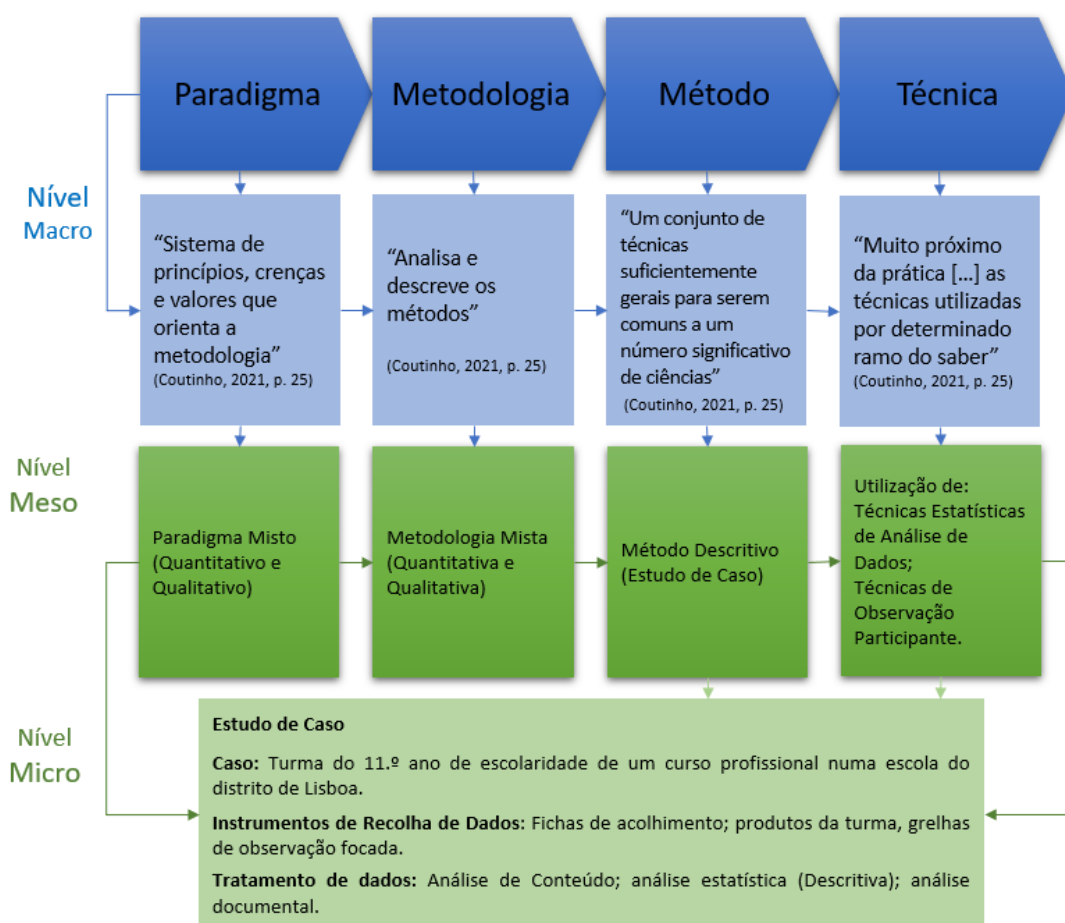 Paradigma
Metodologia
Método
Técnica
Nível
Macro
“Sistema de
princípios, crenças
e valores que
orienta a
metodologia”
(Coutinho, 2021, p. 25)
“Analisa e
descreve os
métodos”
(Coutinho, 2021, p. 25)
“Um conjunto de
técnicas
suficientemente
gerais para serem
comuns a um
número significativo
de ciências”
(Coutinho, 2021, p. 25)
“Muito próximo
da prática [...] as
técnicas utilizadas
por determinado
ramo do saber”
(Coutinho, 2021, p. 25)
Nível
Meso
Paradigma Misto
(Quantitativo e
Qualitativo)
Metodologia Mista
(Quantitativa e
Qualitativa)
Método Descritivo
(Estudo de Caso)
Utilização de:
Técnicas Estatísticas
de Análise de
Dados;
Técnicas de
Observação
Participante.
Nível
Micro
Estudo de Caso
Caso: Turma do 11.º ano de escolaridade de um curso profissional numa escola do
distrito de Lisboa.
Instrumentos de Recolha de Dados: Fichas de acolhimento; produtos da turma, grelhas
de observação focada.
Tratamento de dados: Análise de Conteúdo; análise estatística (Descritiva); análise
documental.